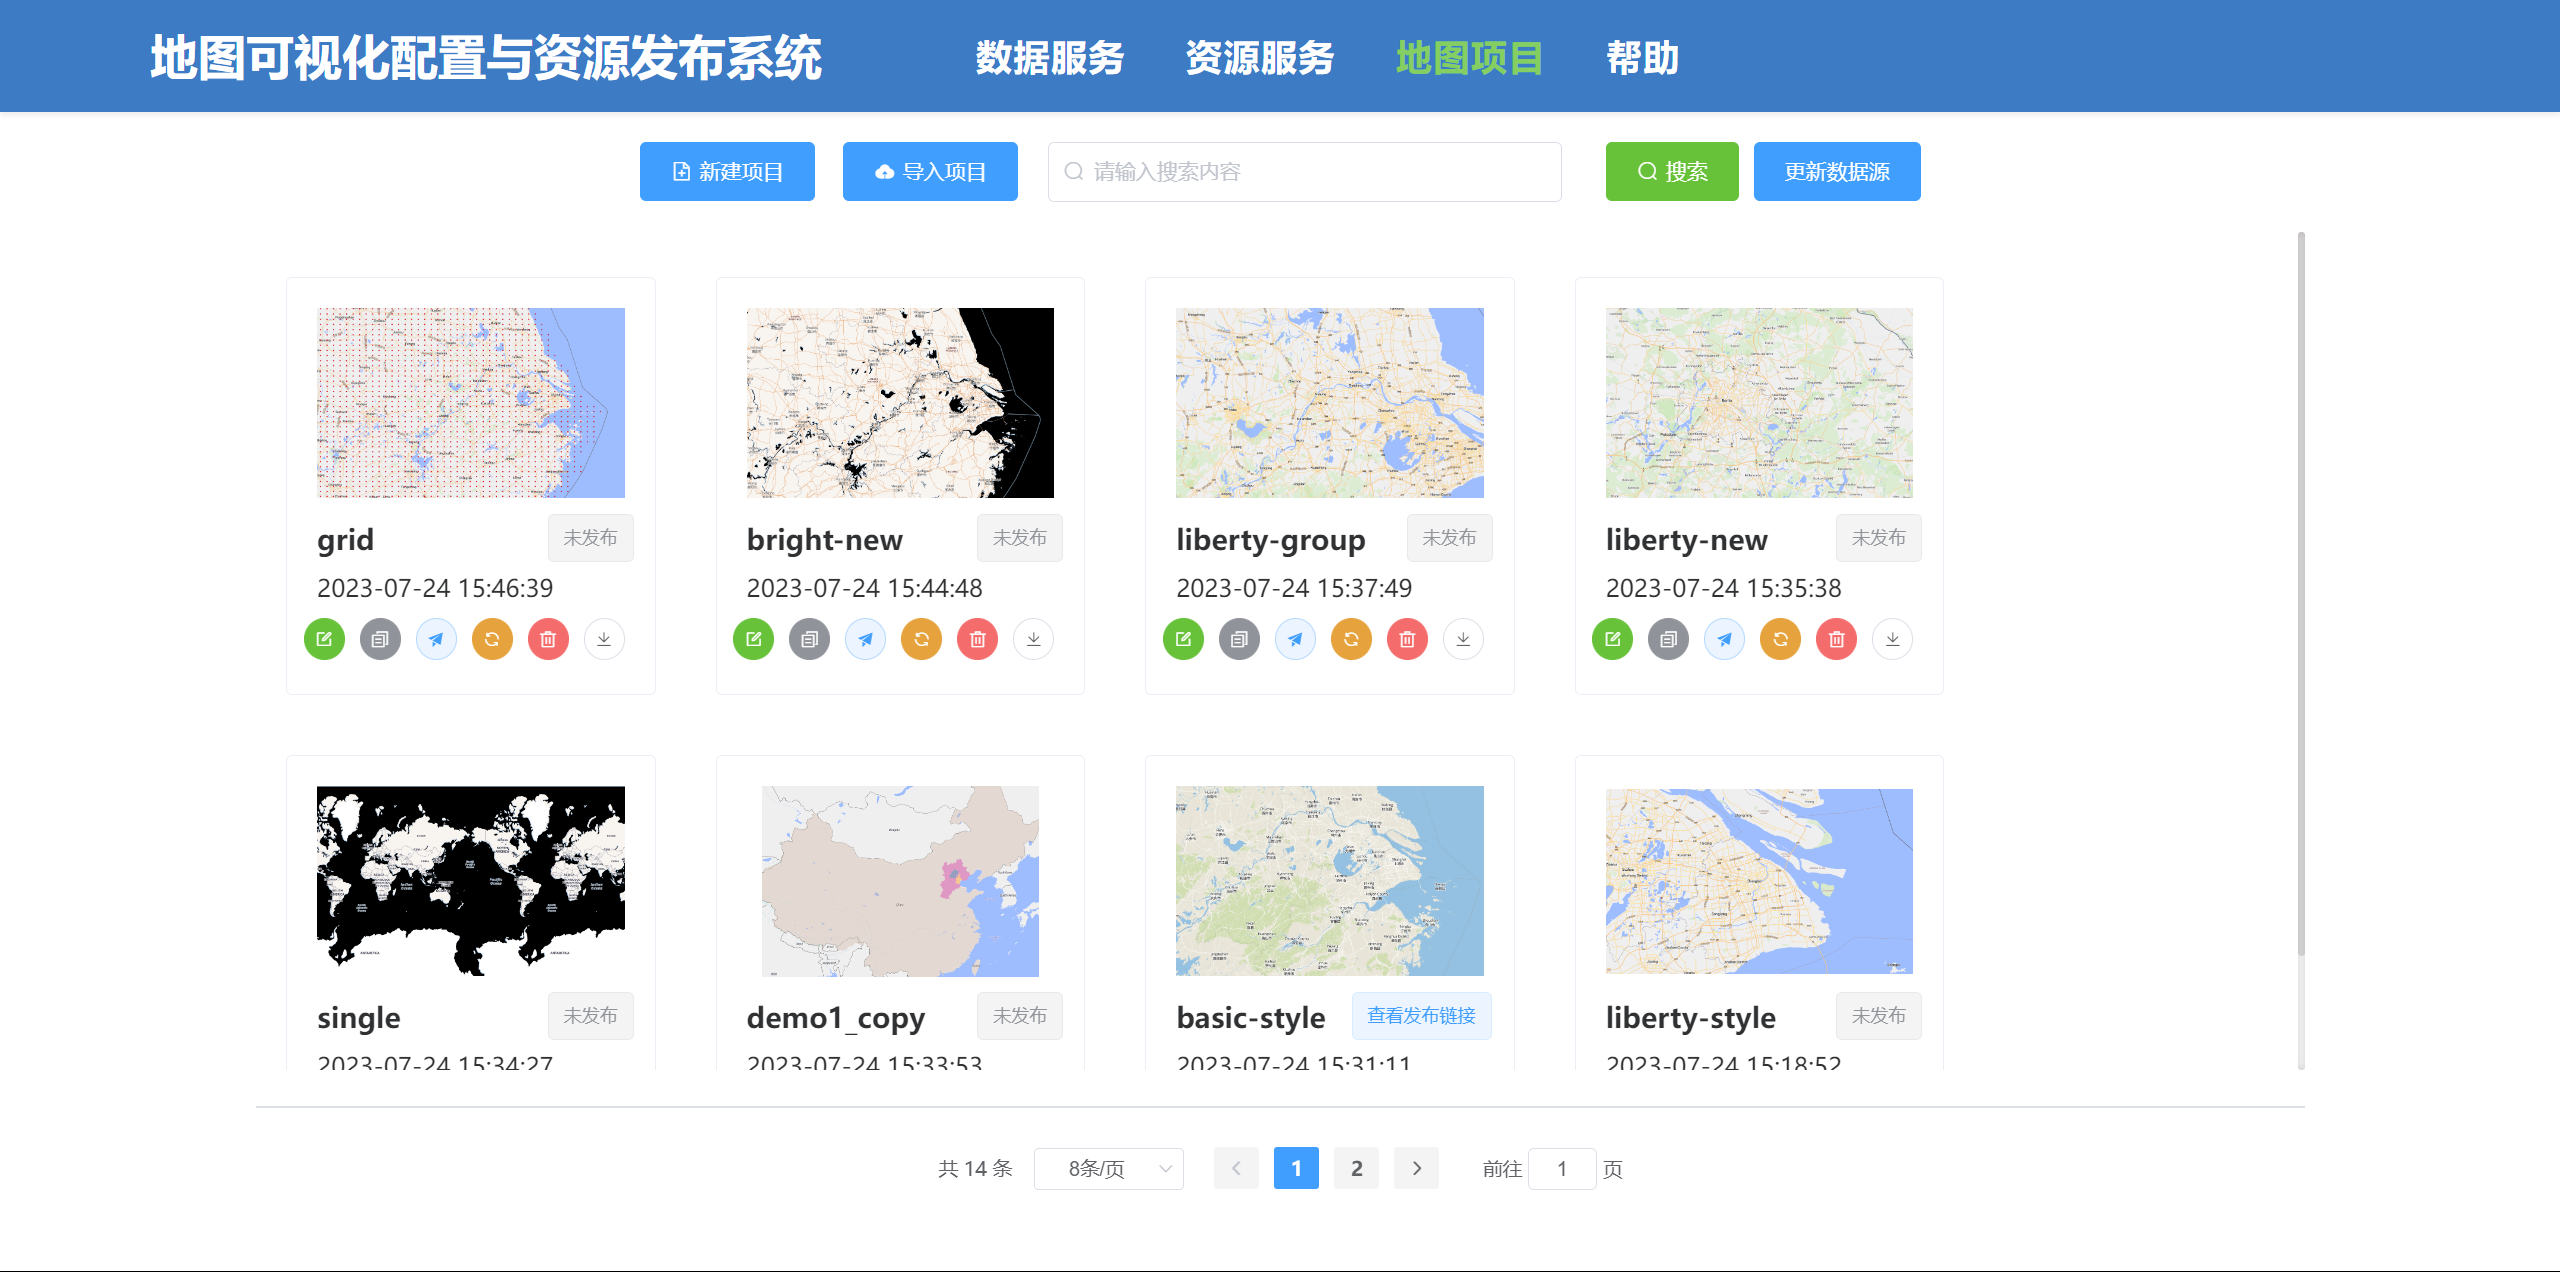 地图可视化配置与资源发布系统
数据服务 资源服务 地图项目 帮助
新建项目 导入项目 请输入搜索内容 搜索 更新数据源
grid 未发布
2023-07-24 15:46:39
bright-new 未发布
2023-07-24 15:44:48
liberty-group 未发布
2023-07-24 15:37:49
liberty-new 未发布
2023-07-24 15:35:38
single 未发布
2023-07-24 15:34:27
demo1_copy 未发布
2023-07-24 15:33:53
basic-style 查看发布链接
2023-07-24 15:31:11
liberty-style 未发布
2023-07-24 15:18:52
共 14 条 8条/页 1 2 前往 1 页